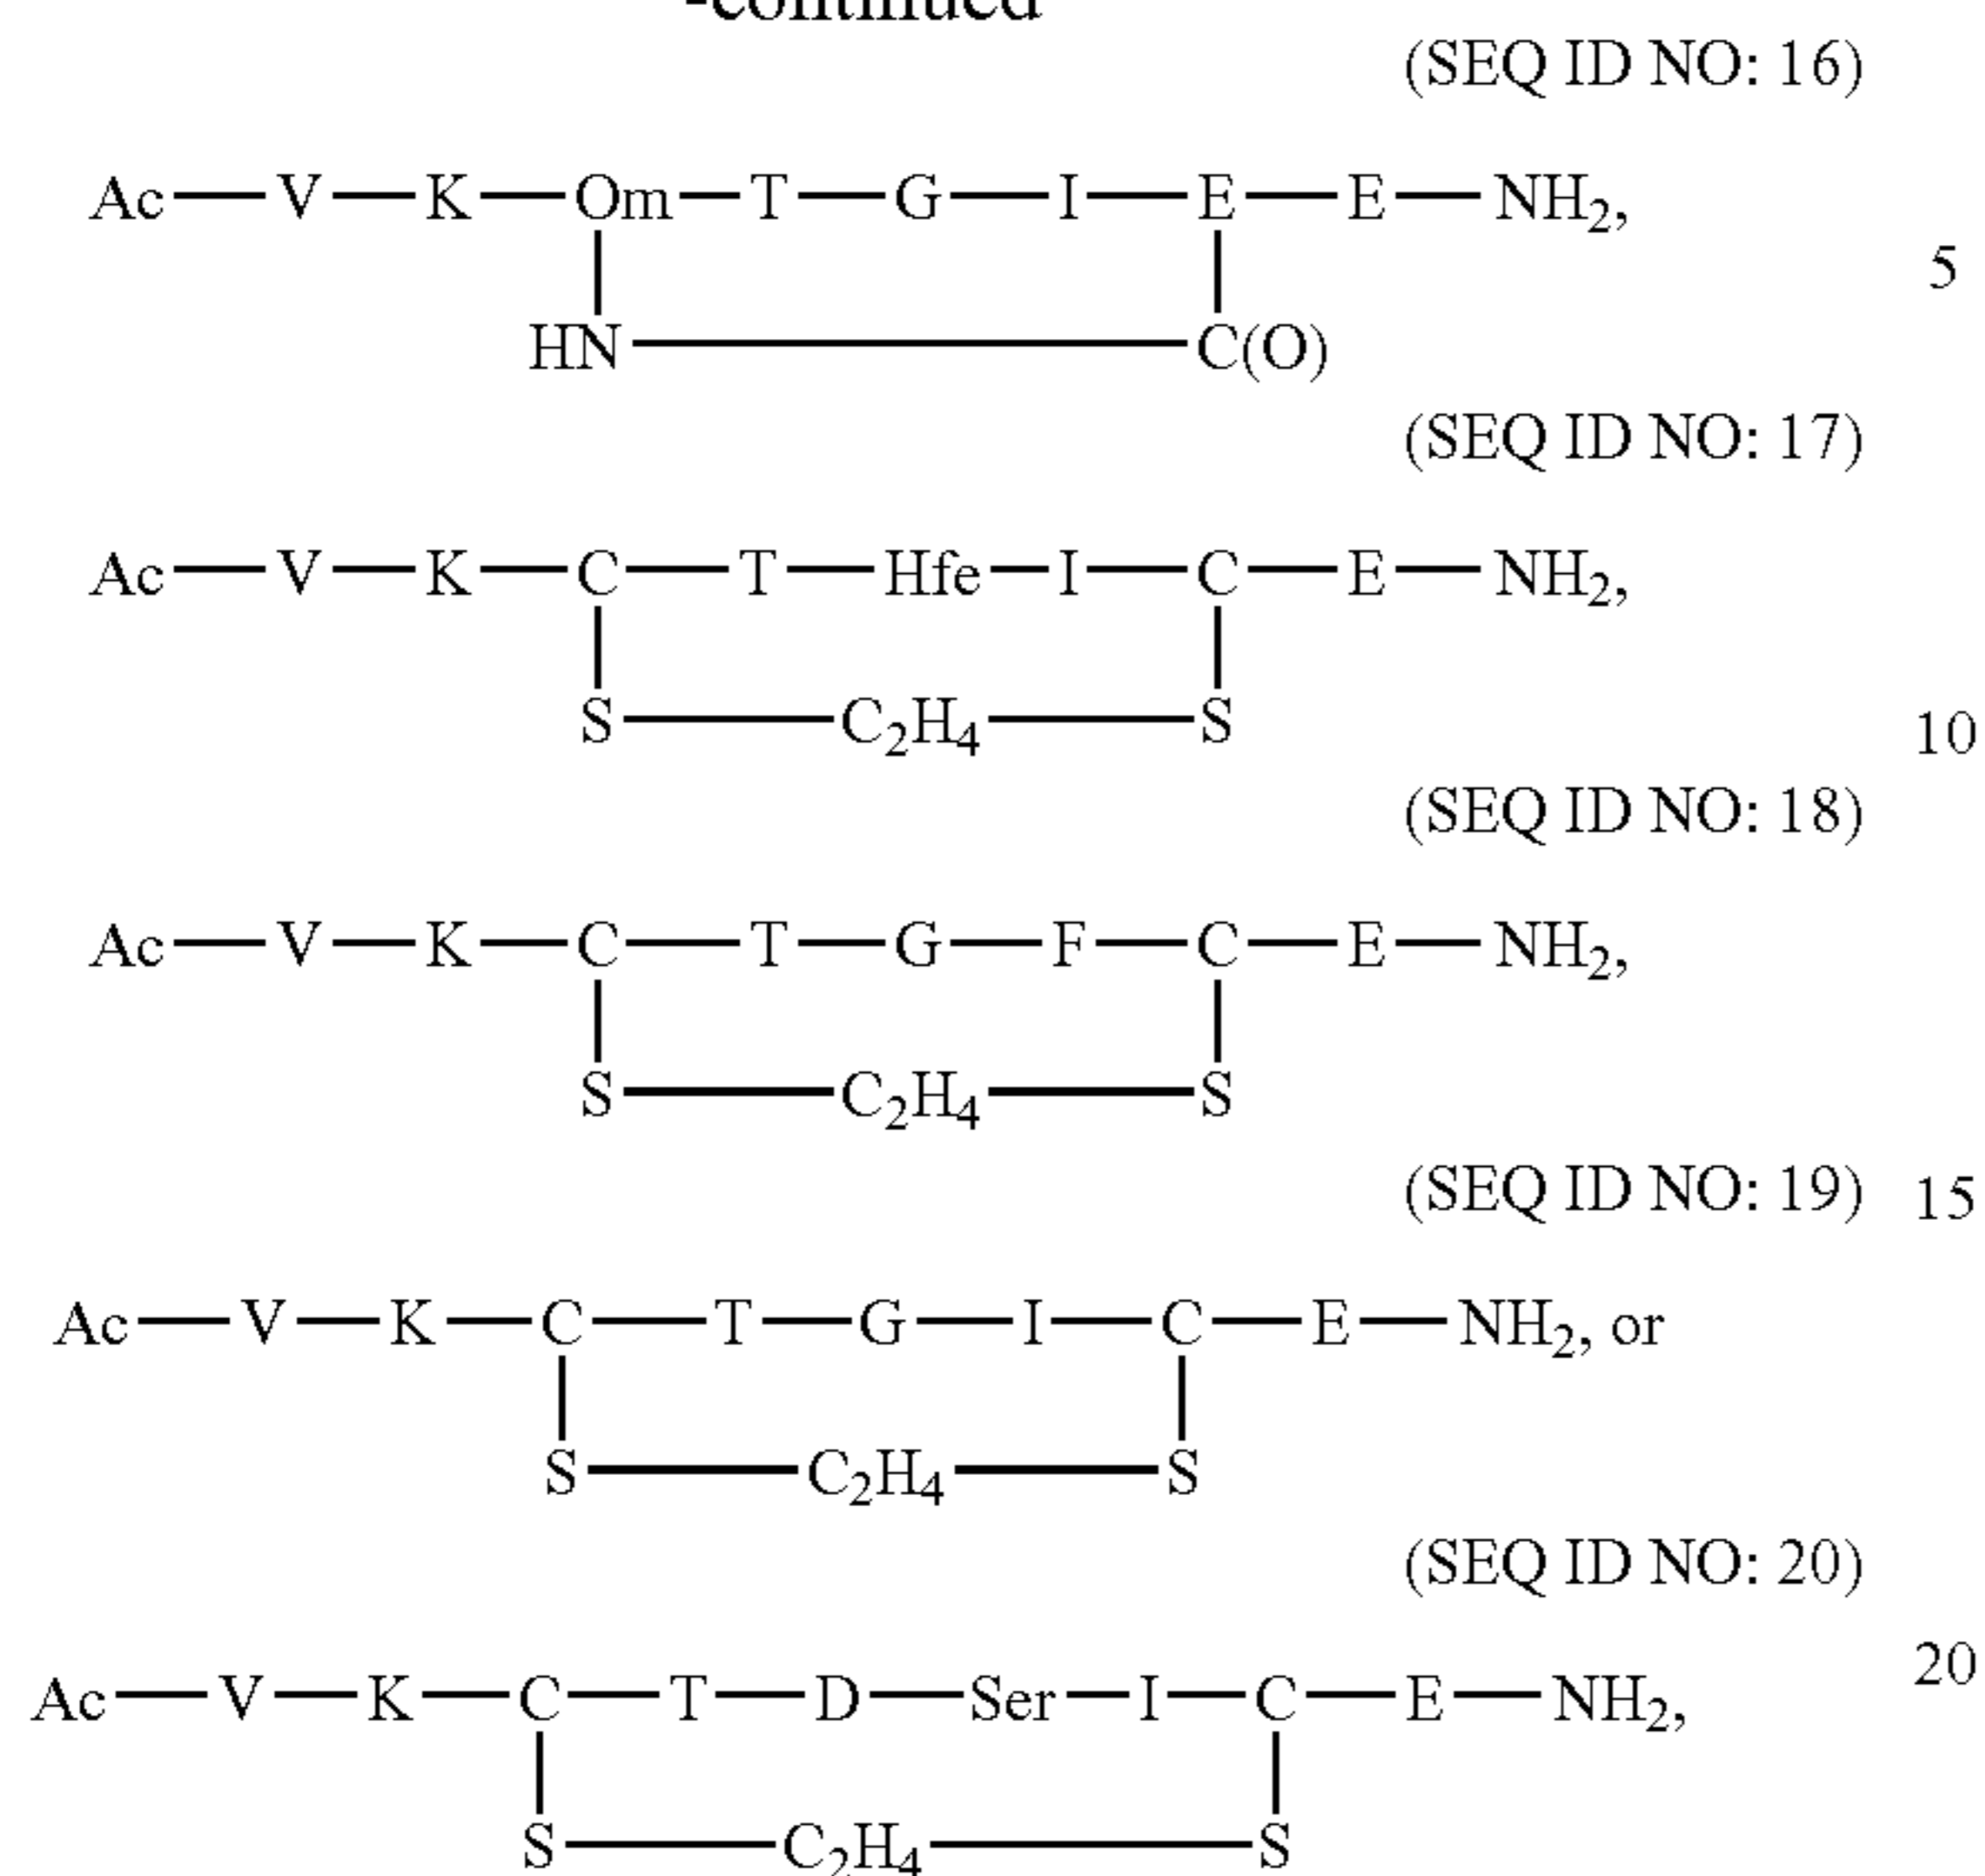 -continued
(SEQ ID NO: 16)
Ac—V—K—Om—T—G—I—E—E—NH2,
5
HN—C(O)
(SEQ ID NO: 17)
Ac—V—K—C—T—Hfe—I—C—E—NH2,
S—C2H4—S
10
(SEQ ID NO: 18)
Ac—V—K—C—T—G—F—C—E—NH2,
S—C2H4—S
(SEQ ID NO: 19) 15
Ac—V—K—C—T—G—I—C—E—NH2, or
S—C2H4—S
(SEQ ID NO: 20)
20
Ac—V—K—C—T—D—Ser—I—C—E—NH2,
S—C2H4—S